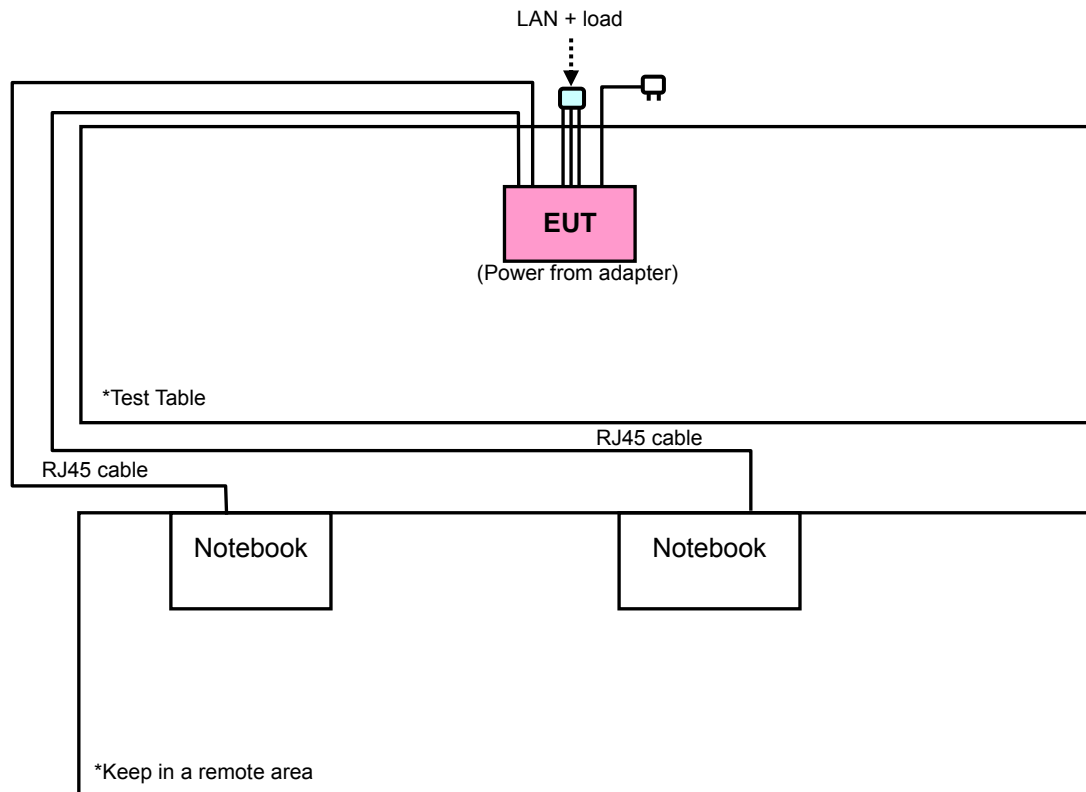 LAN + load
EUT
(Power from adapter)
*Test Table
RJ45 cable
RJ45 cable
Notebook
Notebook
*Keep in a remote area